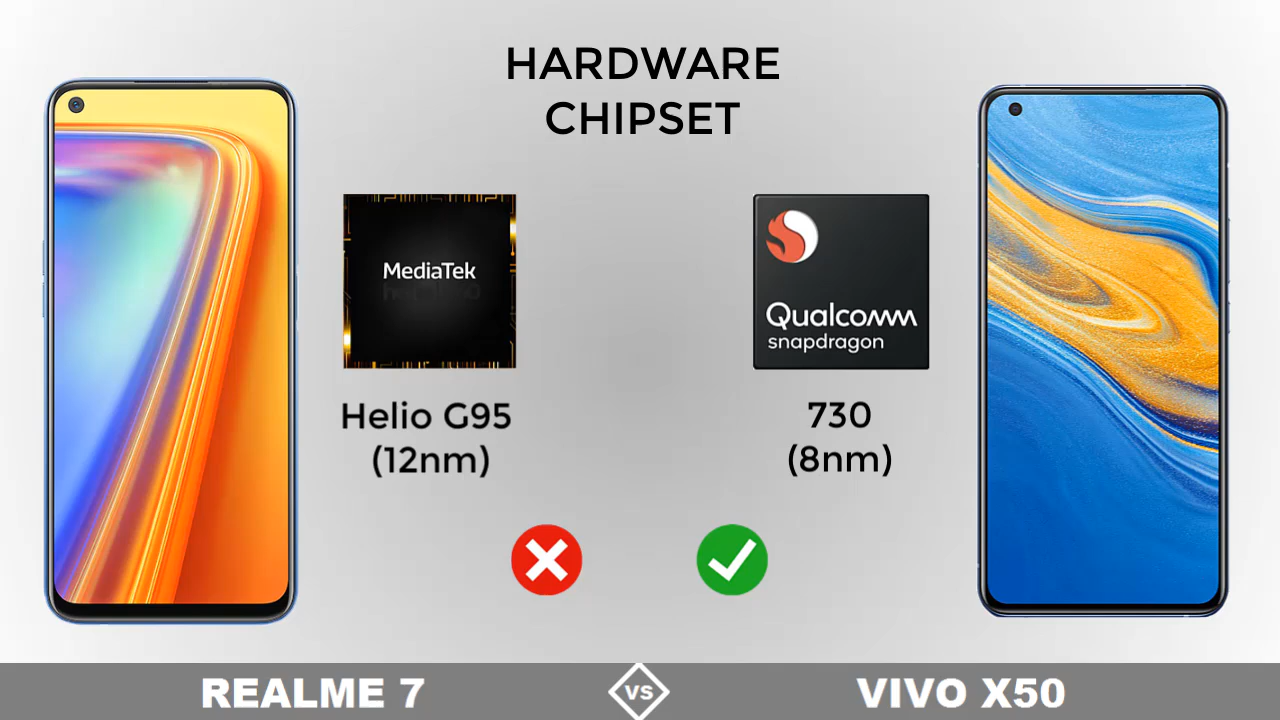 HARDWARE
CHIPSET
MediaTek
Qualcomm
snapdragon
Helio G95
(12nm)
730
(8nm)
REALME 7
VS
VIVO X50